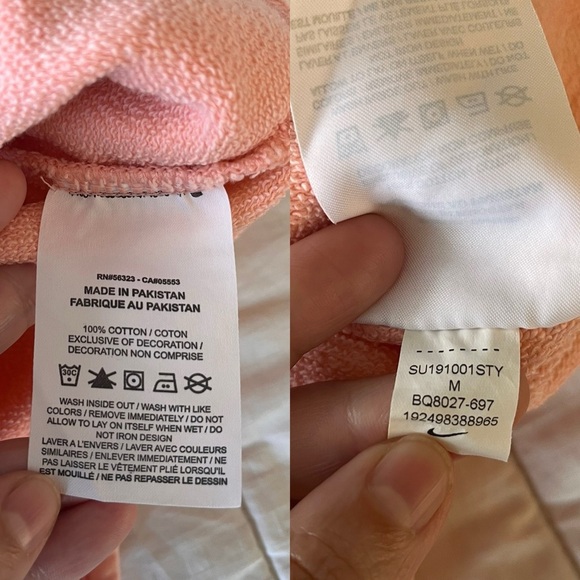 RN#56323 - CA#05553
MADE IN PAKISTAN
FABRIQUE AU PAKISTAN
100% COTTON / COTON
EXCLUSIVE OF DECORATION /
DECORATION NON COMPRISE
30C
WASH INSIDE OUT / WASH WITH LIKE
COLORS / REMOVE IMMEDIATELY / DO NOT
ALLOW TO LAY ON ITSELF WHEN WET / DO
NOT IRON DESIGN
LAVER A L'ENVERS / LAVER AVEC COULEURS
SIMILAIRES / ENLEVER IMMEDIATEMENT / NE
PAS LAISSER LE VÊTEMENT PLIÉ LORSQU'IL
EST MOUILLÉ / NE PAS REPASSER LE DESSIN
SU191001STY
M
BQ8027-697
192498388965